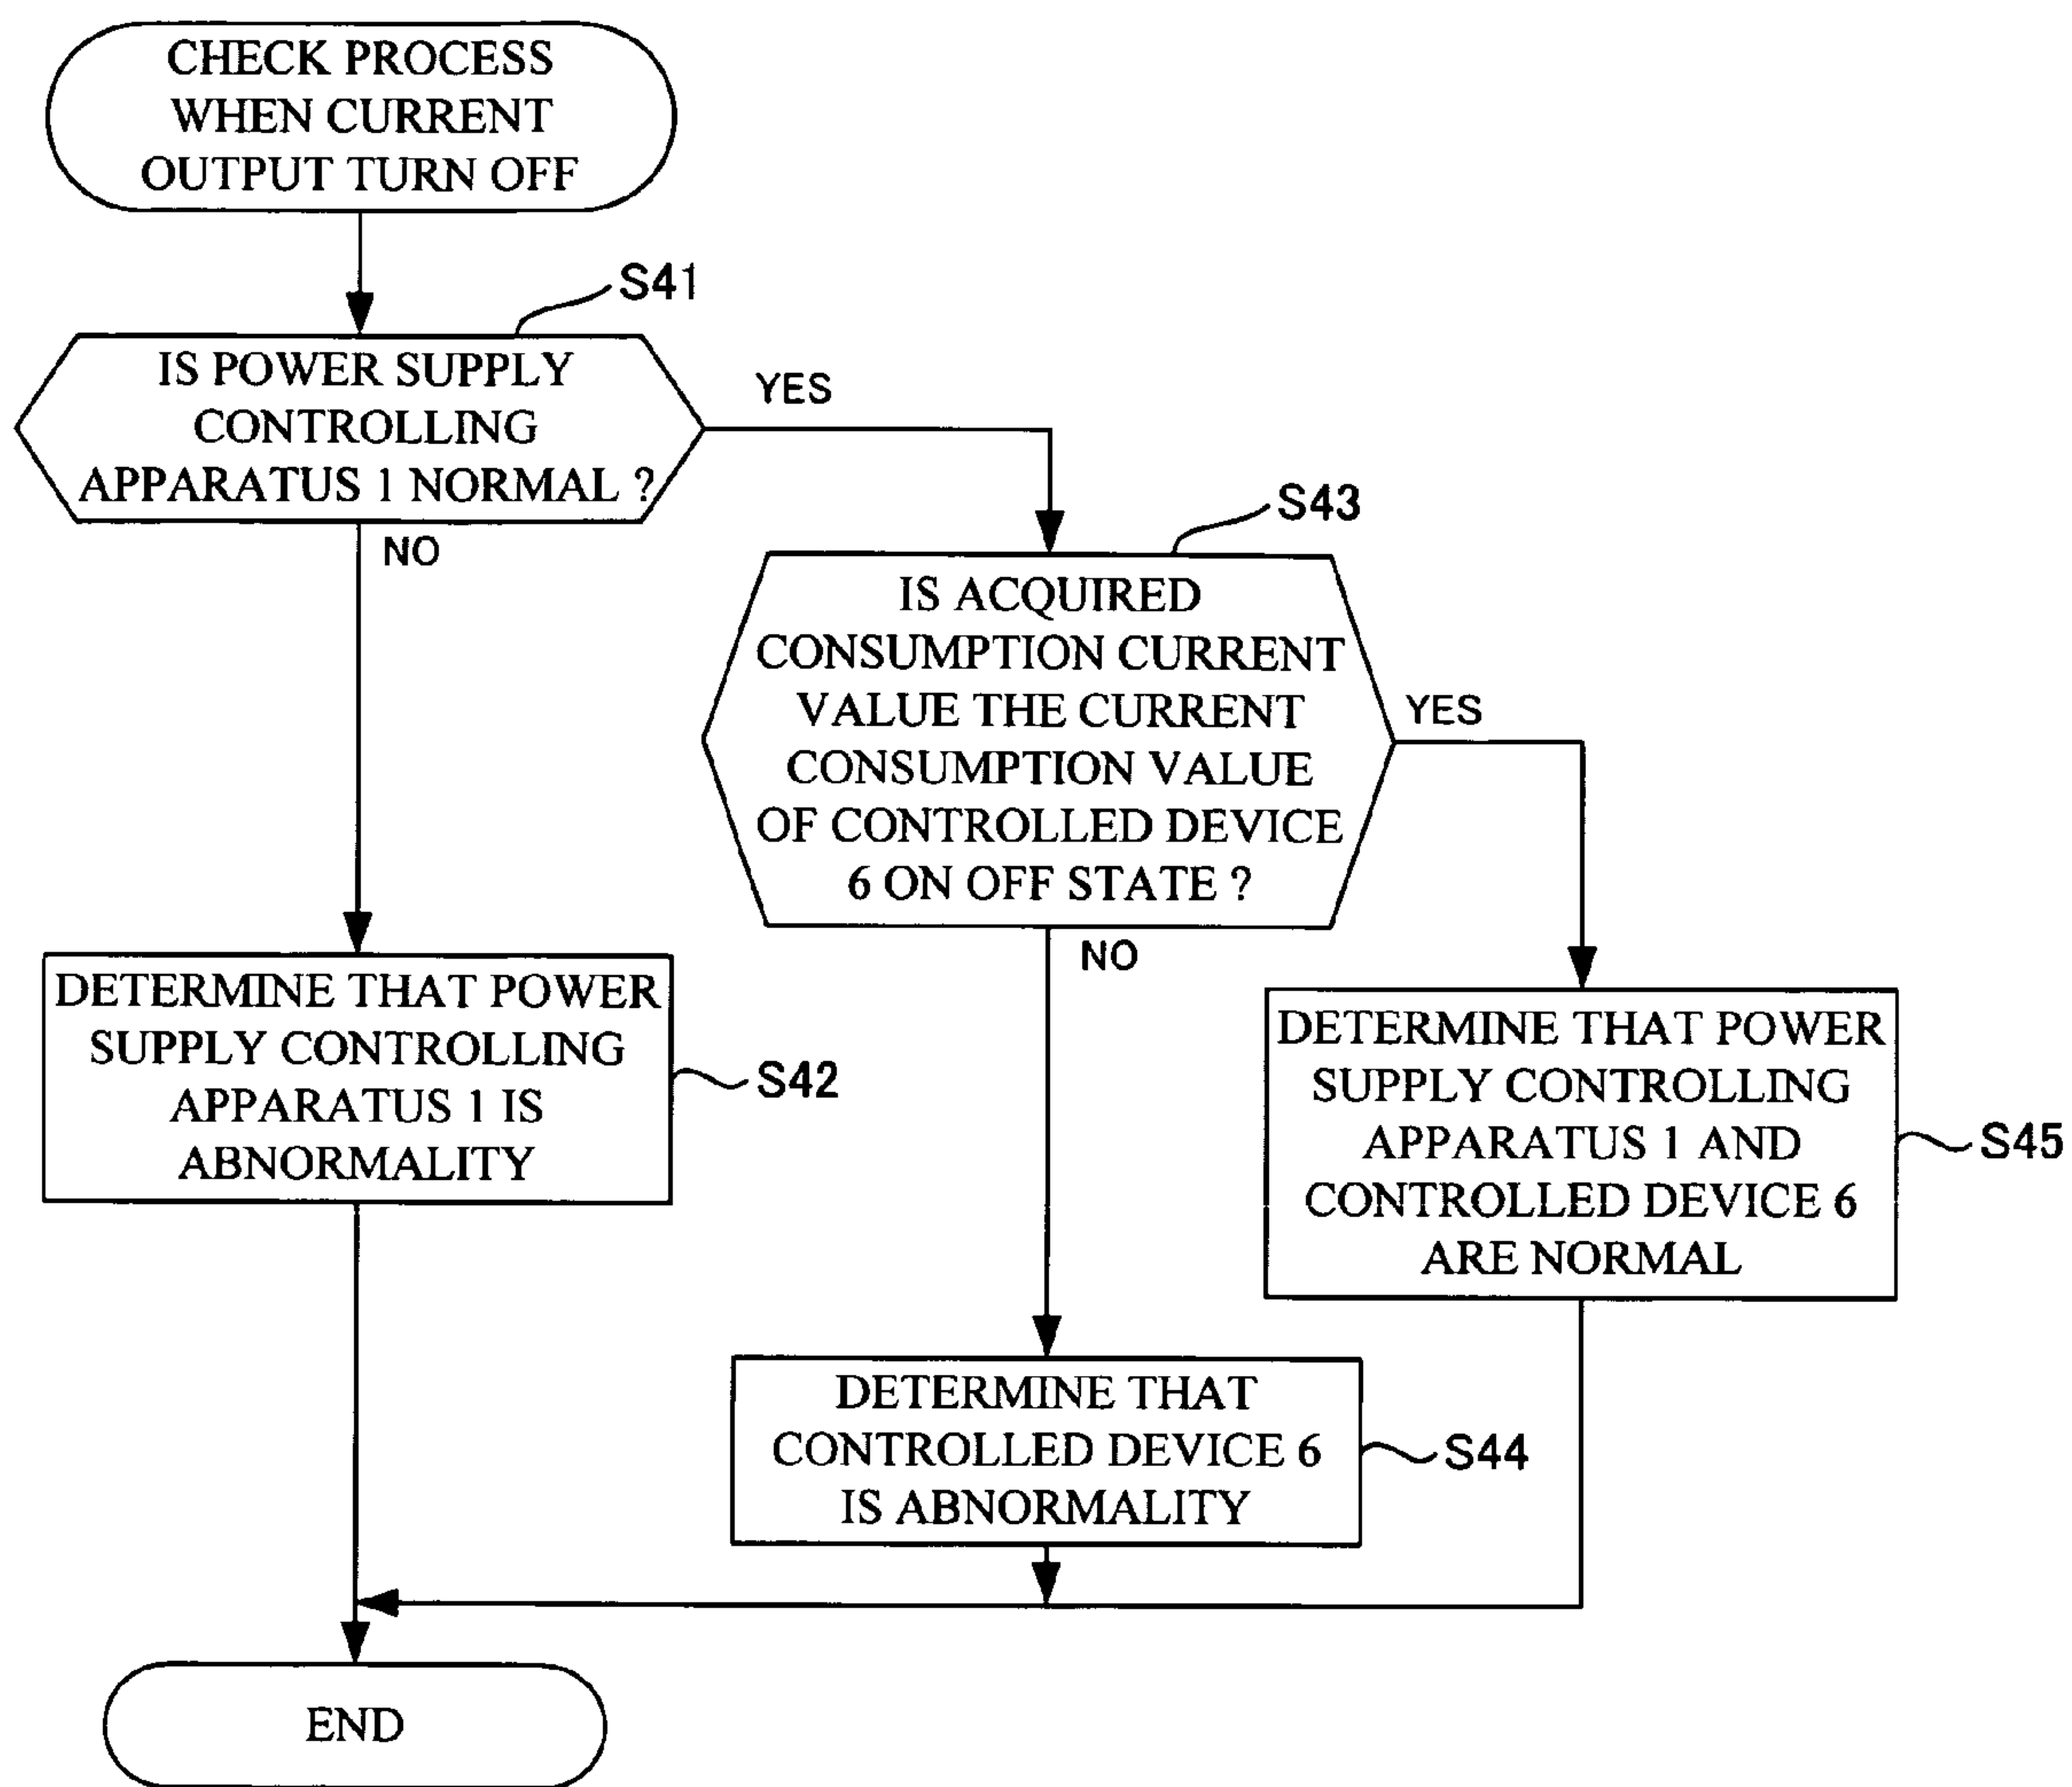 CHECK PROCESS
WHEN CURRENT
OUTPUT TURN OFF
S41
IS POWER SUPPLY
CONTROLLING
APPARATUS 1 NORMAL ?
YES
NO
S43
IS ACQUIRED
CONSUMPTION CURRENT
VALUE THE CURRENT
CONSUMPTION VALUE
OF CONTROLLED DEVICE
6 ON OFF STATE ?
YES
NO
DETERMINE THAT POWER
SUPPLY CONTROLLING
APPARATUS 1 IS
ABNORMALITY
S42
DETERMINE THAT POWER
SUPPLY CONTROLLING
APPARATUS 1 AND
CONTROLLED DEVICE 6
ARE NORMAL
S45
DETERMINE THAT
CONTROLLED DEVICE 6
IS ABNORMALITY
S44
END